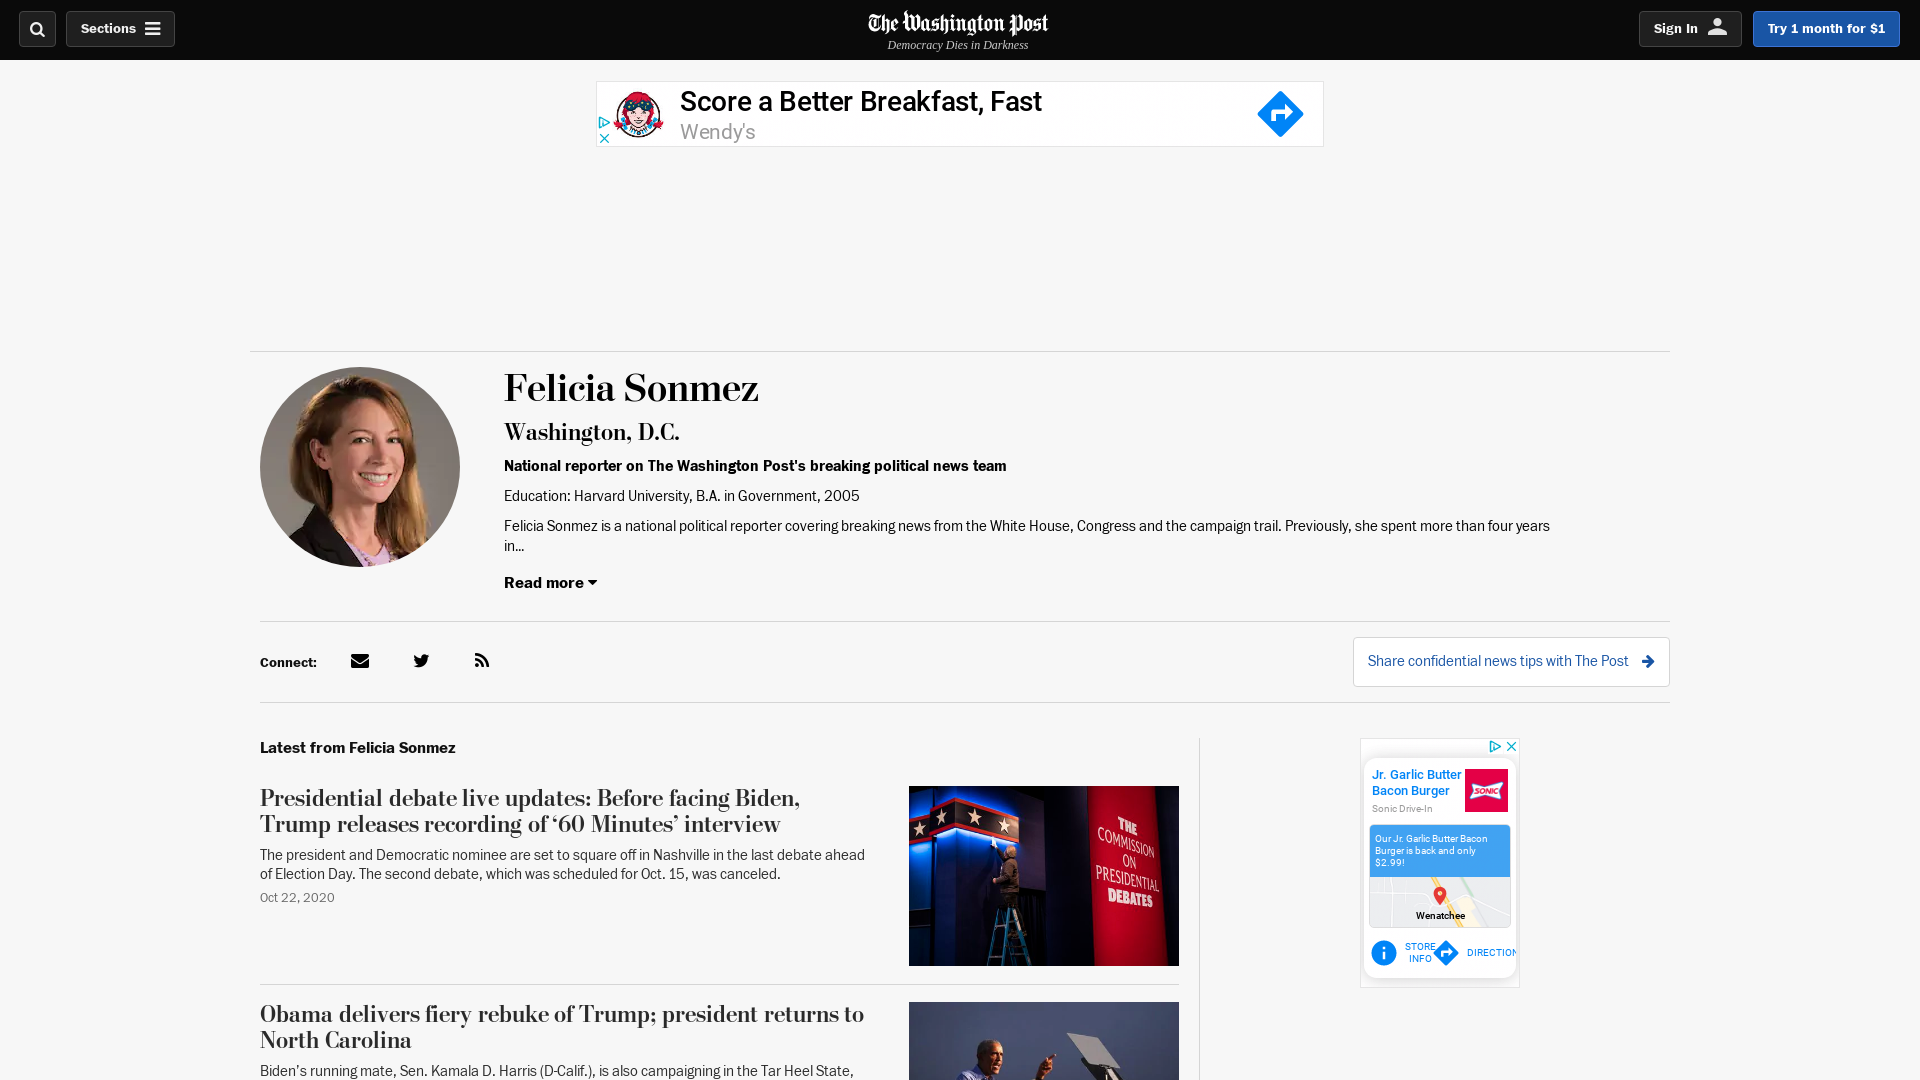 Sections
The Washington Post
Democracy Dies in Darkness
Sign In
Try 1 month for $1
Score a Better Breakfast, Fast
Wendy's
Felicia Sonmez
Washington, D.C.
National reporter on The Washington Post's breaking political news team
Education: Harvard University, B.A. in Government, 2005
Felicia Sonmez is a national political reporter covering breaking news from the White House, Congress and the campaign trail. Previously, she spent more than four years
in...
Read more
Connect:
Share confidential news tips with The Post
Latest from Felicia Sonmez
Presidential debate live updates: Before facing Biden,
Trump releases recording of ‘60 Minutes’ interview
The president and Democratic nominee are set to square off in Nashville in the last debate ahead
of Election Day. The second debate, which was scheduled for Oct. 15, was canceled.
Oct 22, 2020
THE
COMMISSION
ON
PRESIDENTIAL
DEBATES
Obama delivers fiery rebuke of Trump; president returns to
North Carolina
Biden’s running mate, Sen. Kamala D. Harris (D-Calif.), is also campaigning in the Tar Heel State,
Jr. Garlic Butter
Bacon Burger
SONIC
Sonic Drive-In
Our Jr. Garlic Butter Bacon
Burger is back and only
$2.99!
Wenatchee
STORE
INFO
DIRECTION